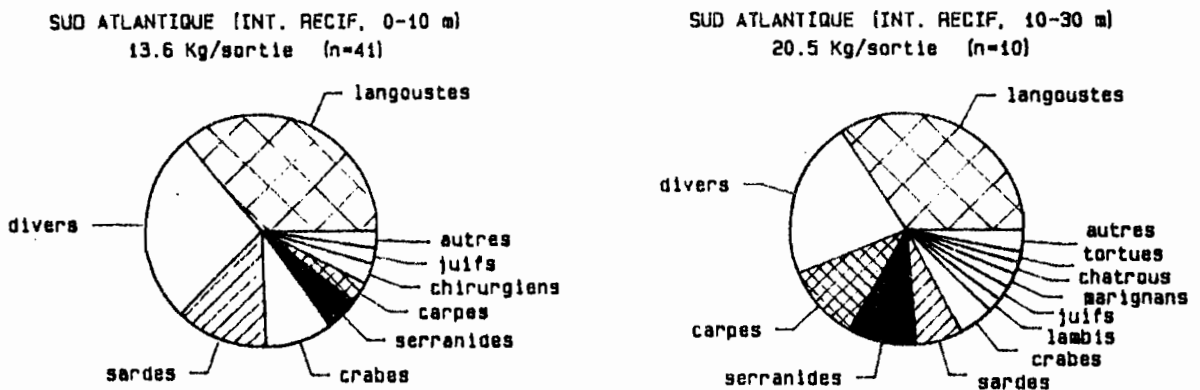 SUD ATLANTIQUE (INT. RECIF, 0-10 m)
13.6 Kg/sortie (n=41)
langoustes
divers
autres
juifs
chirurgiens
carpes
serranides
sardes
crabes
SUD ATLANTIQUE (INT. RECIF, 10-30 m)
20.5 Kg/sortie (n=10)
langoustes
divers
autres
tortues
chatrous
marignans
juifs
lambis
carpes
crabes
serranides
sardes